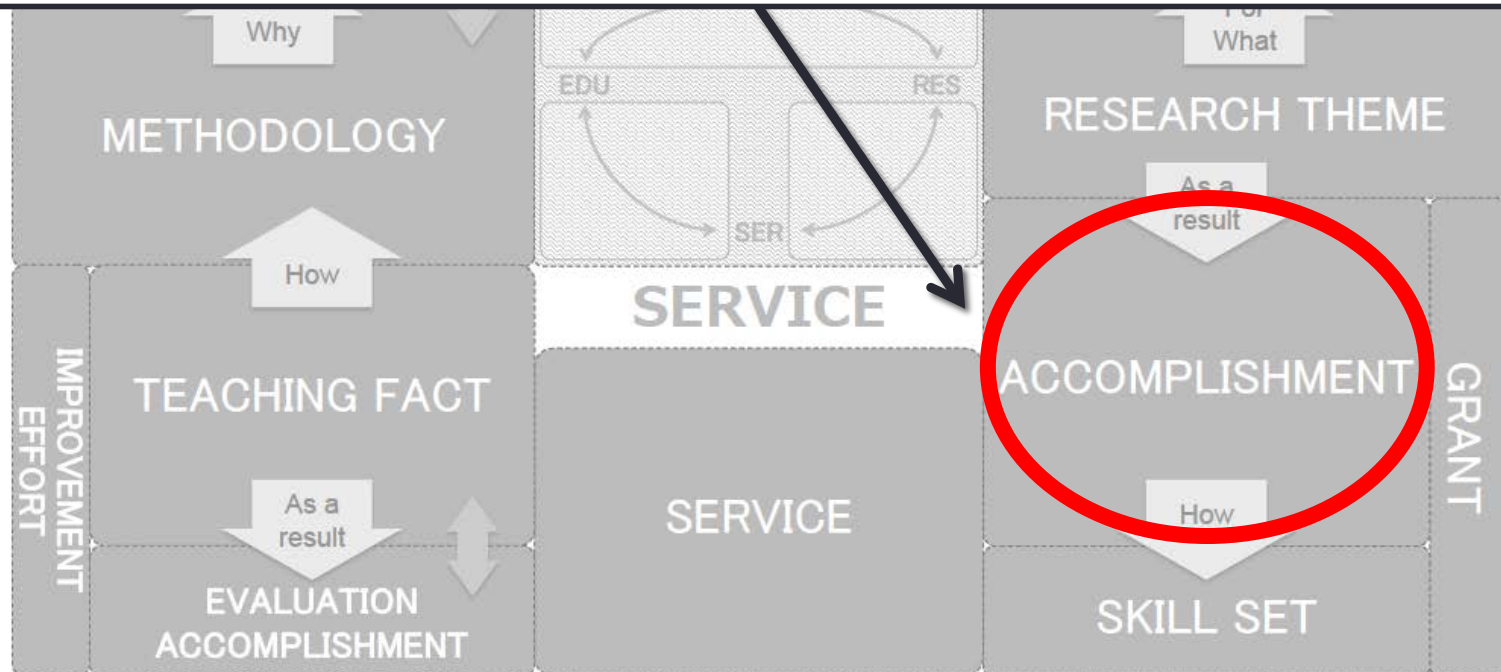 Why
METHODOLOGY
How
TEACHING FACT
IMPROVEMENT
EFFORT
As a
result
EVALUATION
ACCOMPLISHMENT
EDU
RES
SER
SERVICE
SERVICE
For
What
RESEARCH THEME
As a
result
ACCOMPLISHMENT
GRANT
How
SKILL SET